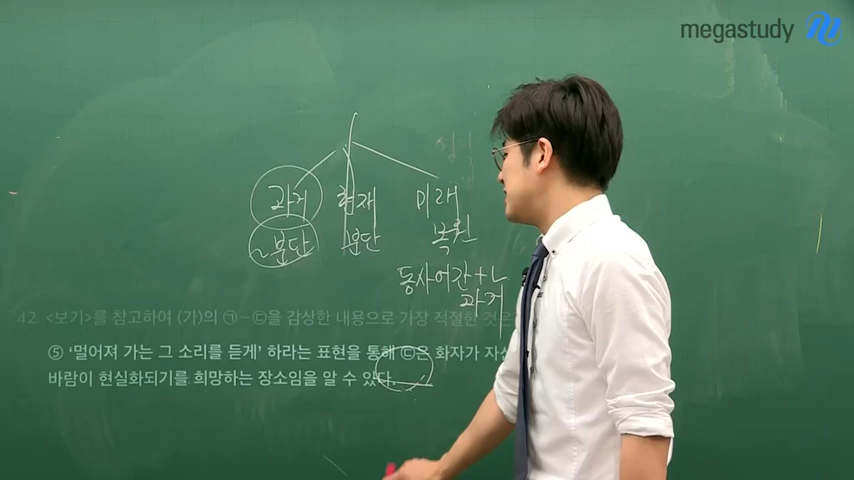 megastudy
과거 현재 미래
~분단 분단 복원
동사어간+ㄴ
과거
42. <보기>를 참고하여 (가)의 ㉠~㉢을 감상한 내용으로 가장 적절한 것은
⑤ ‘멀어져 가는 그 소리를 듣게’ 하라는 표현을 통해 ㉢은 화자가
바람이 현실화되기를 희망하는 장소임을 알 수 있다.